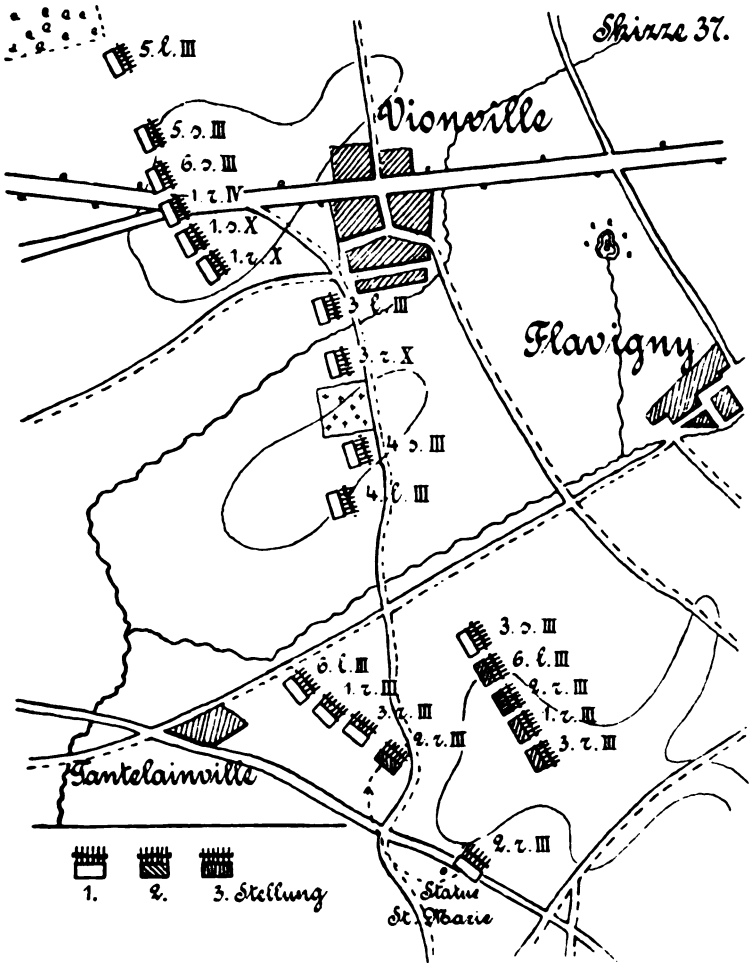 Skizze 37.
5. l. III
Vionville
5. s. III
6. s. III
1. r. IV
1. s. X
1. r. X
3. l. III
Flavigny
3. r. X
4. s. III
4. l. III
3. s. III
6. l. III
6. l. III
2. r. III
1. r. III
1. r. III
3. r. III
3. r. III
2. r. III
Tantelainville
2. r. III
1. 2. 3. Stellung
Statue
St. Marie